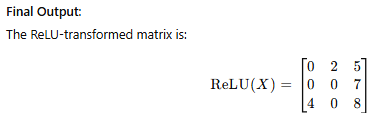 Final Output:
The ReLU-transformed matrix is:
0 2 5
ReLU(X) = 0 0 7
4 0 8